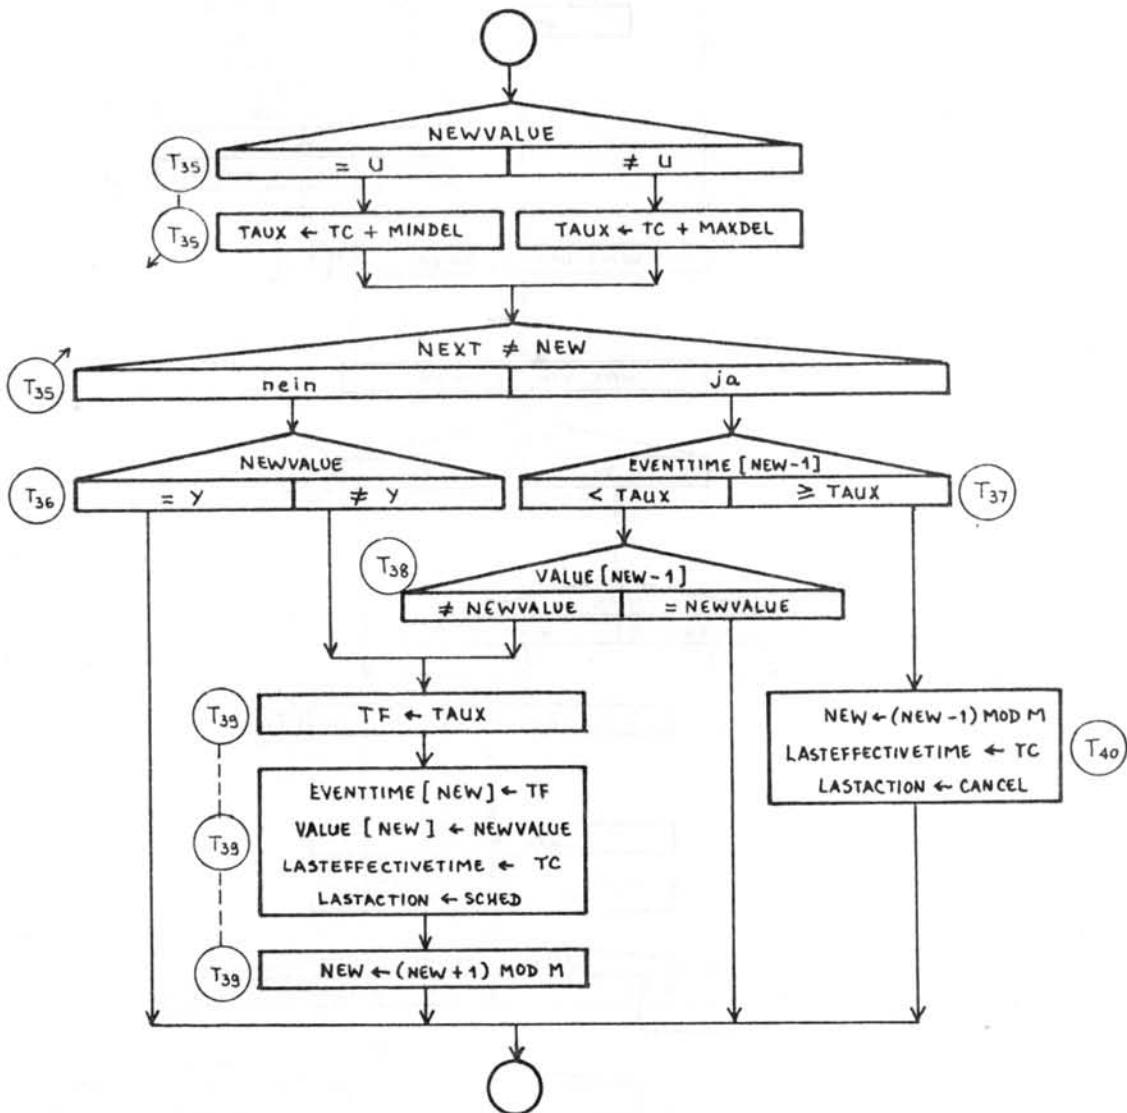 NEWVALUE
T35
= U
≠ U
T35
TAUX ← TC + MINDEL
TAUX ← TC + MAXDEL
NEXT ≠ NEW
T35
nein
ja
NEWVALUE
EVENTTIME [NEW-1]
T36
= Y
≠ Y
< TAUX
≥ TAUX
T37
T38
VALUE [NEW-1]
≠ NEWVALUE
= NEWVALUE
T39
TF ← TAUX
NEW ← (NEW-1) MOD M
LASTEFFECTIVETIME ← TC
LASTACTION ← CANCEL
T40
T39
EVENTTIME [NEW] ← TF
VALUE [NEW] ← NEWVALUE
LASTEFFECTIVETIME ← TC
LASTACTION ← SCHED
T39
NEW ← (NEW+1) MOD M